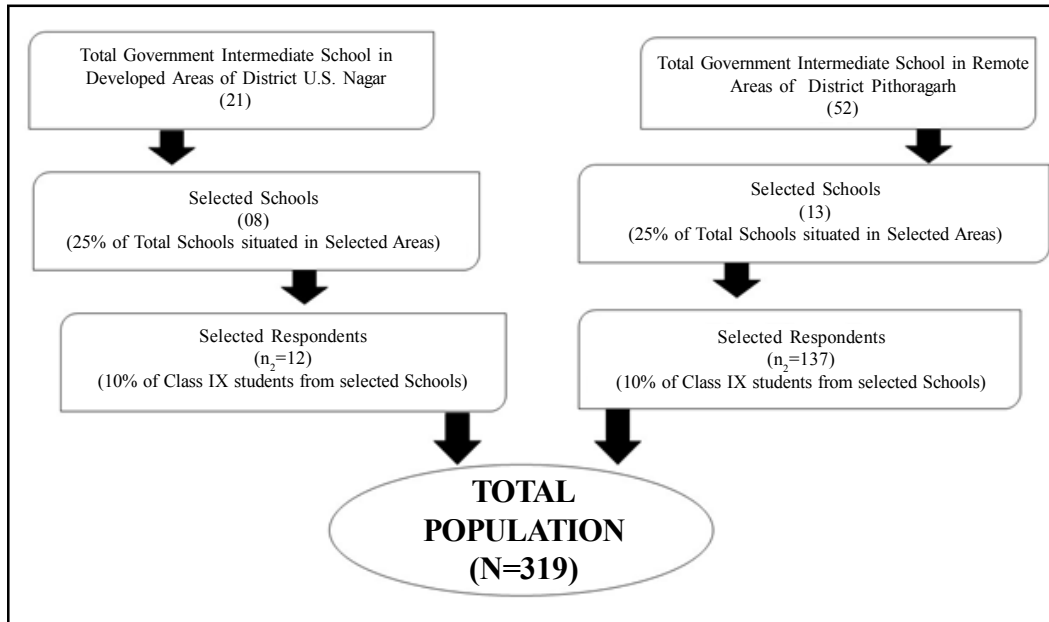 Total Government Intermediate School in
Developed Areas of District U.S. Nagar
(21)
Total Government Intermediate School in Remote
Areas of District Pithoragarh
(52)
Selected Schools
(08)
(25% of Total Schools situated in Selected Areas)
Selected Schools
(13)
(25% of Total Schools situated in Selected Areas)
Selected Respondents
(n₂=12)
(10% of Class IX students from selected Schools)
Selected Respondents
(n₂=137)
(10% of Class IX students from selected Schools)
TOTAL
POPULATION
(N=319)